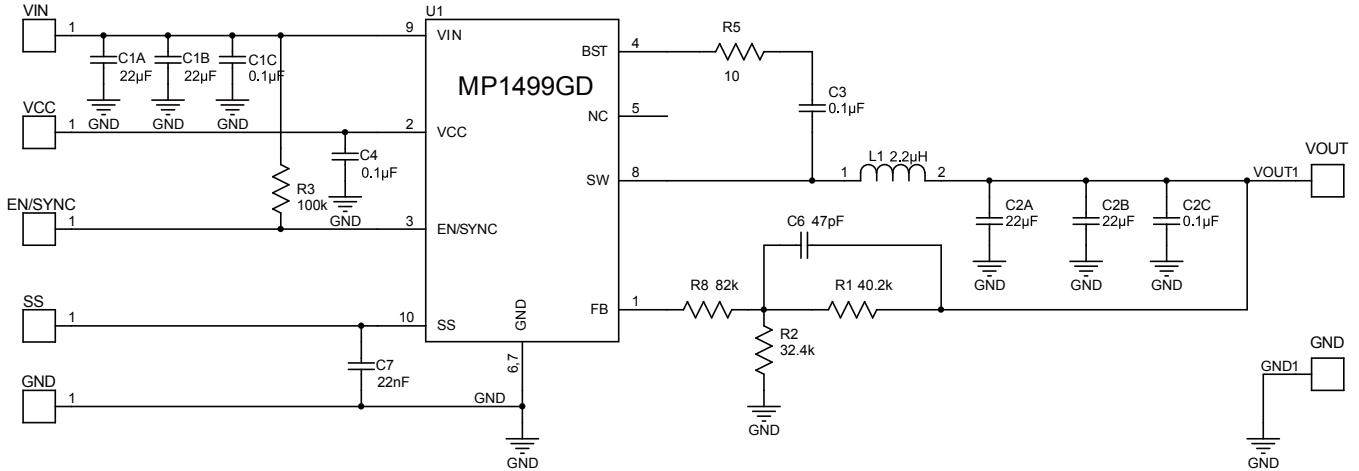 VIN
1
C1A
22µF
GND
C1B
22µF
GND
C1C
0.1µF
GND
VCC
1
C4
0.1µF
GND
R3
100k
EN/SYNC
1
SS
1
C7
22nF
GND
1
GND
GND
U1
MP1499GD
9
VIN
2
VCC
3
EN/SYNC
10
SS
GND
6,7
BST
4
NC
5
SW
8
FB
1
R5
10
C3
0.1µF
1
L1 2.2µH
2
C6 47pF
R8 82k
R1 40.2k
R2
32.4k
GND
C2A
22µF
GND
C2B
22µF
GND
C2C
0.1µF
GND
VOUT1
VOUT
GND
GND1
GND